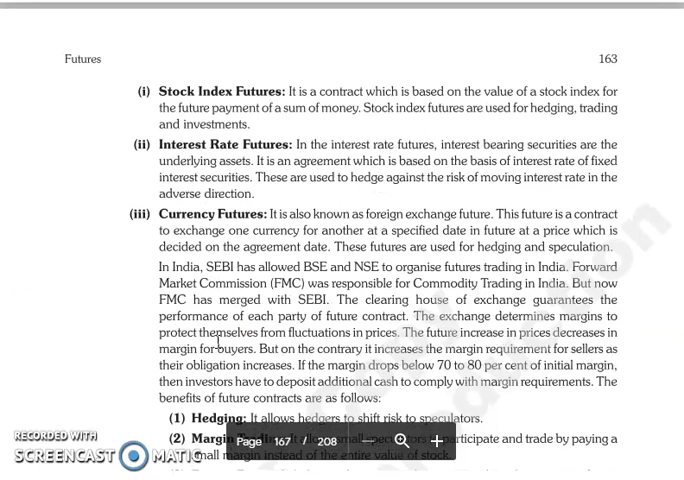 Futures 163
(i) Stock Index Futures: It is a contract which is based on the value of a stock index for
the future payment of a sum of money. Stock index futures are used for hedging, trading
and investments.
(ii) Interest Rate Futures: In the interest rate futures, interest bearing securities are the
underlying assets. It is an agreement which is based on the basis of interest rate of fixed
interest securities. These are used to hedge against the risk of moving interest rate in the
adverse direction.
(iii) Currency Futures: It is also known as foreign exchange future. This future is a contract
to exchange one currency for another at a specified date in future at a price which is
decided on the agreement date. These futures are used for hedging and speculation.
In India, SEBI has allowed BSE and NSE to organise futures trading in India. Forward
Market Commission (FMC) was responsible for Commodity Trading in India. But now
FMC has merged with SEBI. The clearing house of exchange guarantees the
performance of each party of future contract. The exchange determines margins to
protect themselves from fluctuations in prices. The future increase in prices decreases in
margin for buyers. But on the contrary it increases the margin requirement for sellers as
their obligation increases. If the margin drops below 70 to 80 per cent of initial margin,
then investors have to deposit additional cash to comply with margin requirements. The
benefits of future contracts are as follows:
(1) Hedging: It allows hedgers to shift risk to speculators.
(2) Margin participate and trade by paying a
small margin instead of the entire value of stock.
Page 167 / 208
RECORDED WITH
SCREENCAST MATIC